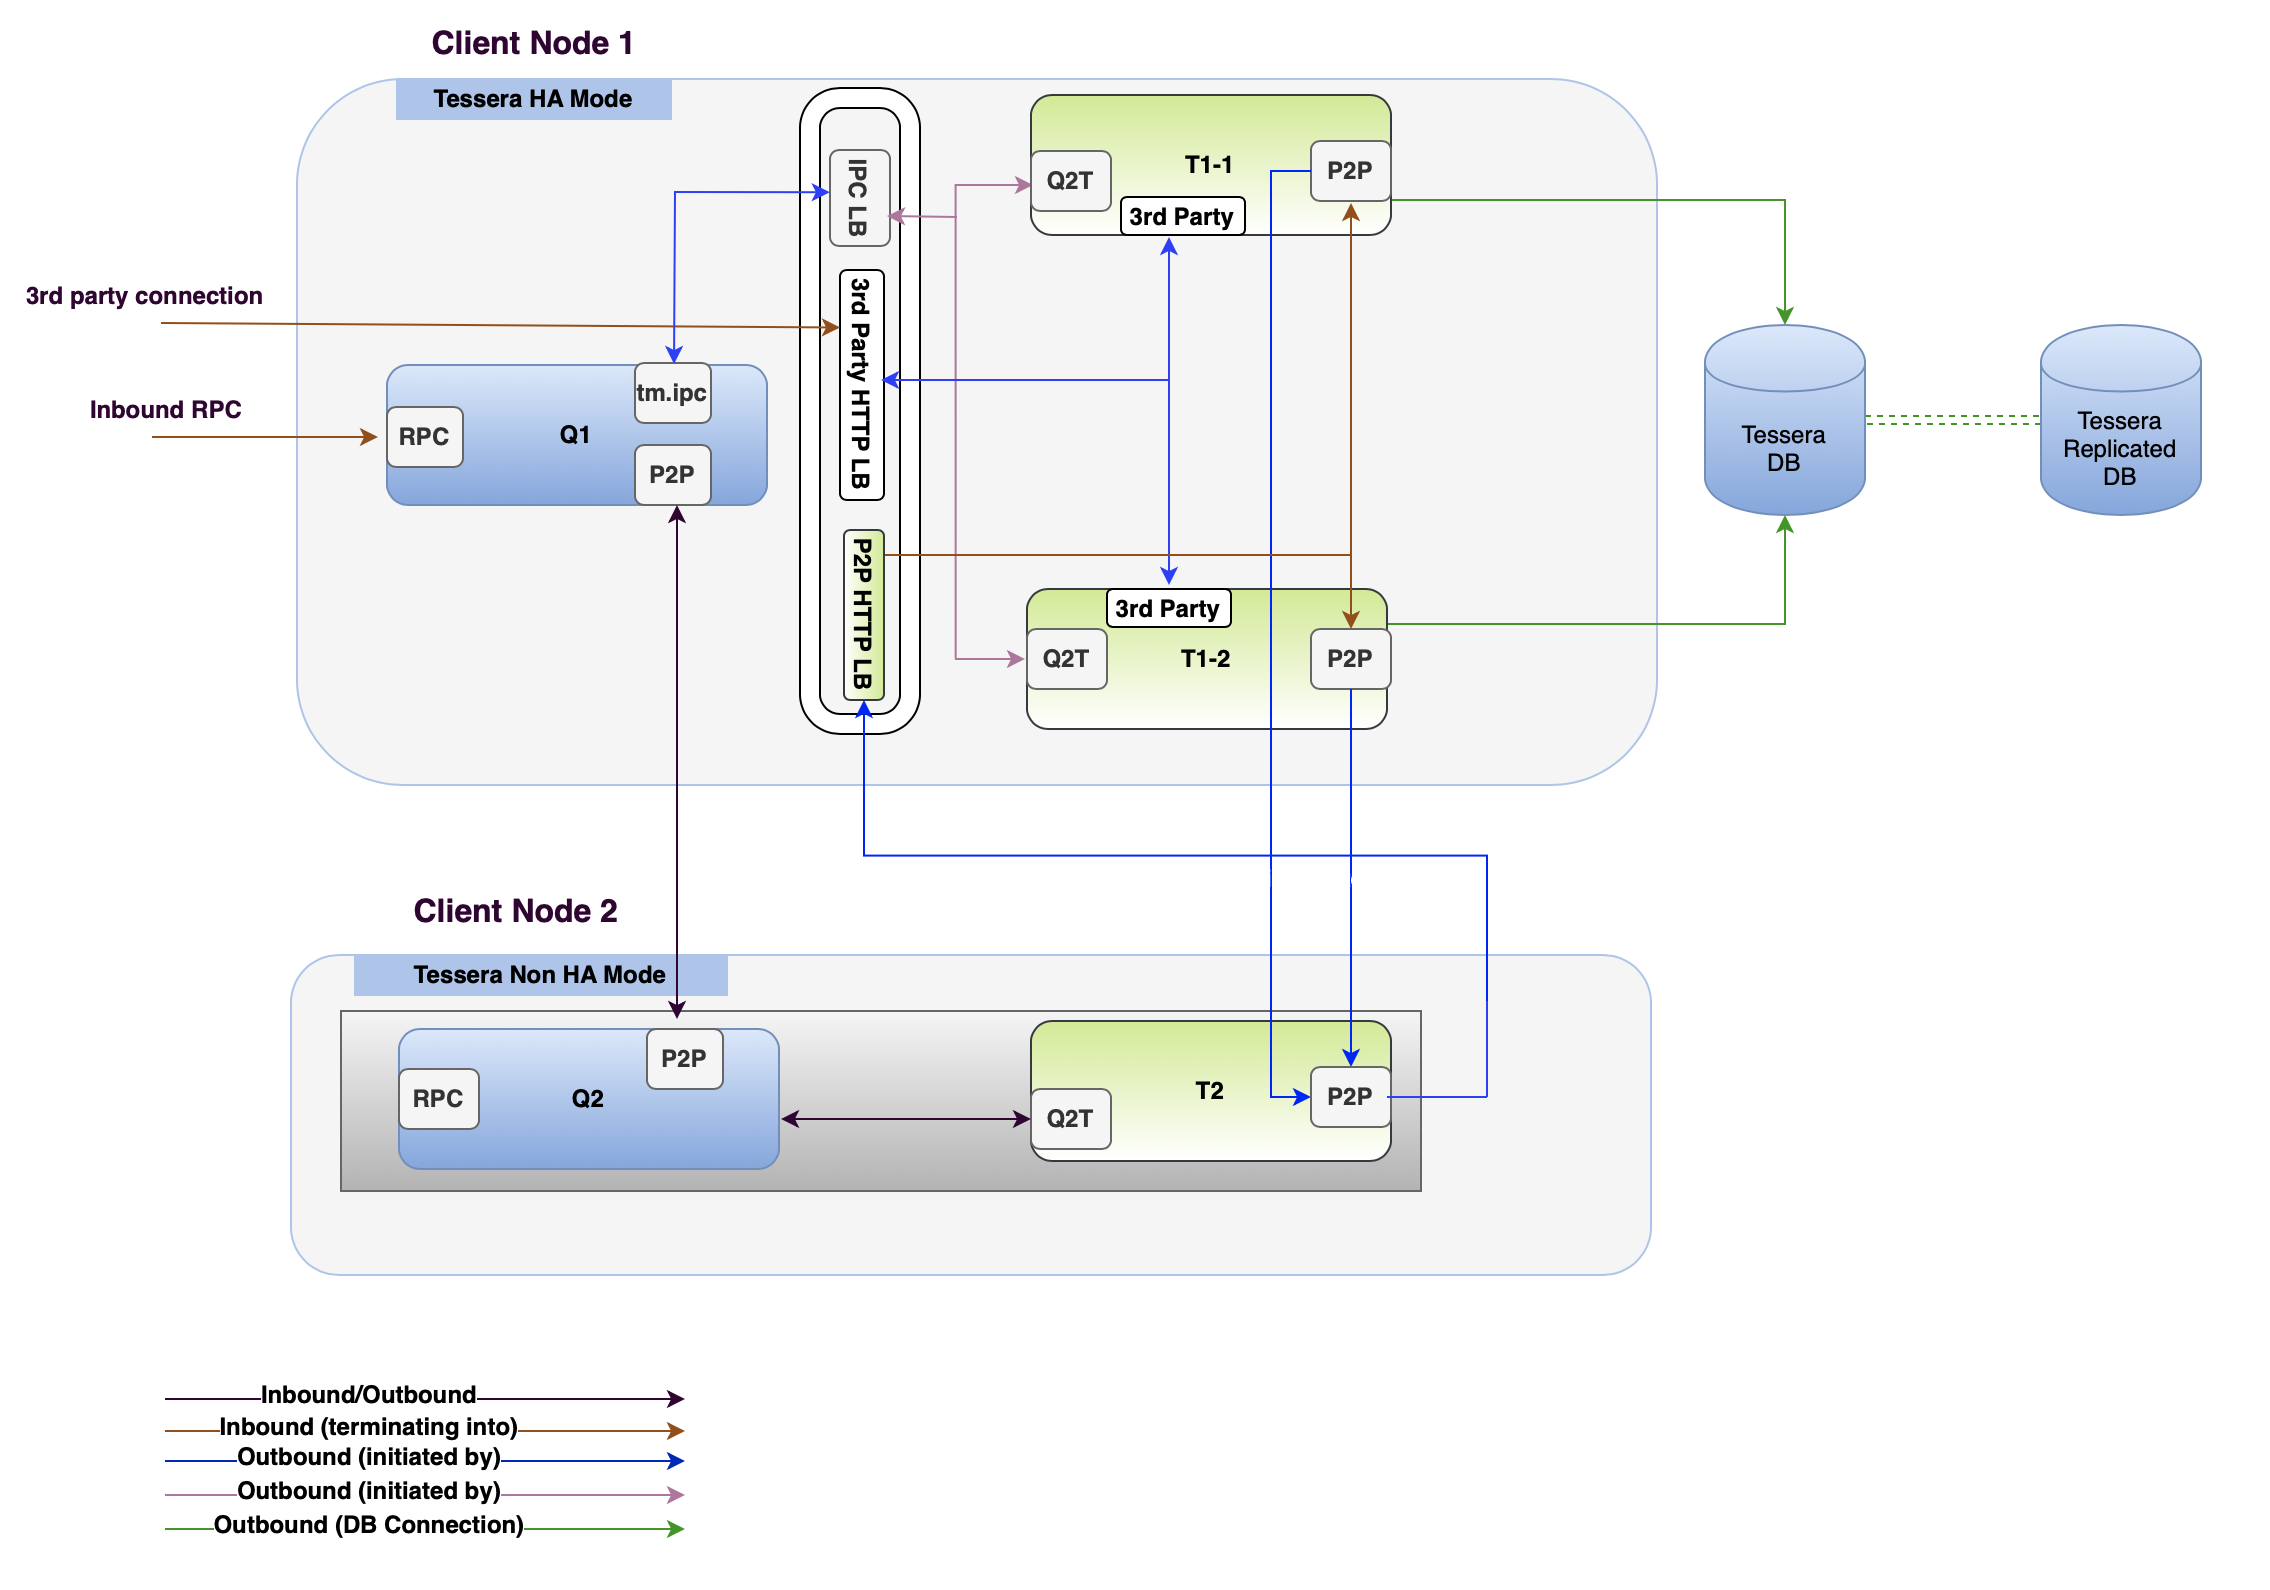 Client Node 1
Tessera HA Mode
IPC LB
3rd Party HTTP LB
P2P HTTP LB
T1-1
Q2T
P2P
3rd Party
3rd party connection
Inbound RPC
tm.ipc
RPC
Q1
P2P
Tessera
DB
Tessera
Replicated
DB
3rd Party
Q2T
T1-2
P2P
Client Node 2
Tessera Non HA Mode
P2P
RPC
Q2
T2
Q2T
P2P
Inbound/Outbound
Inbound (terminating into)
Outbound (initiated by)
Outbound (initiated by)
Outbound (DB Connection)